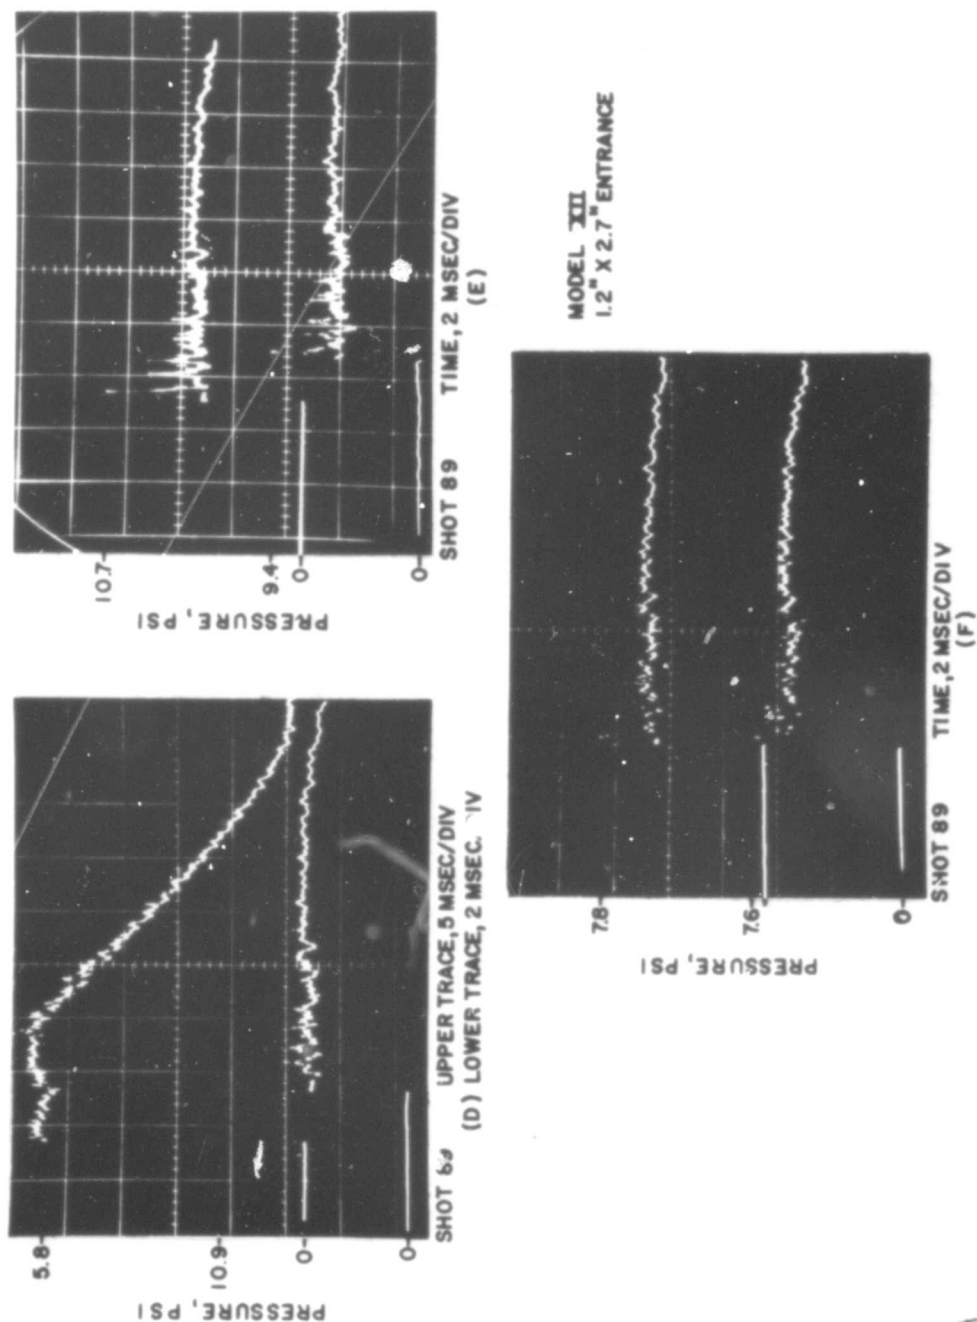 PRESSURE, PSI
10.7
9.4
0
0
SHOT 89 TIME, 2 MSEC/DIV
(E)
MODEL XII
1.2" X 2.7" ENTRANCE
PRESSURE, PSI
5.8
10.9
0
0
SHOT UPPER TRACE, 5 MSEC/DIV
(D) LOWER TRACE, 2 MSEC.
PRESSURE, PSI
7.8
7.6
0
SHOT 89 TIME, 2 MSEC/DIV
(F)